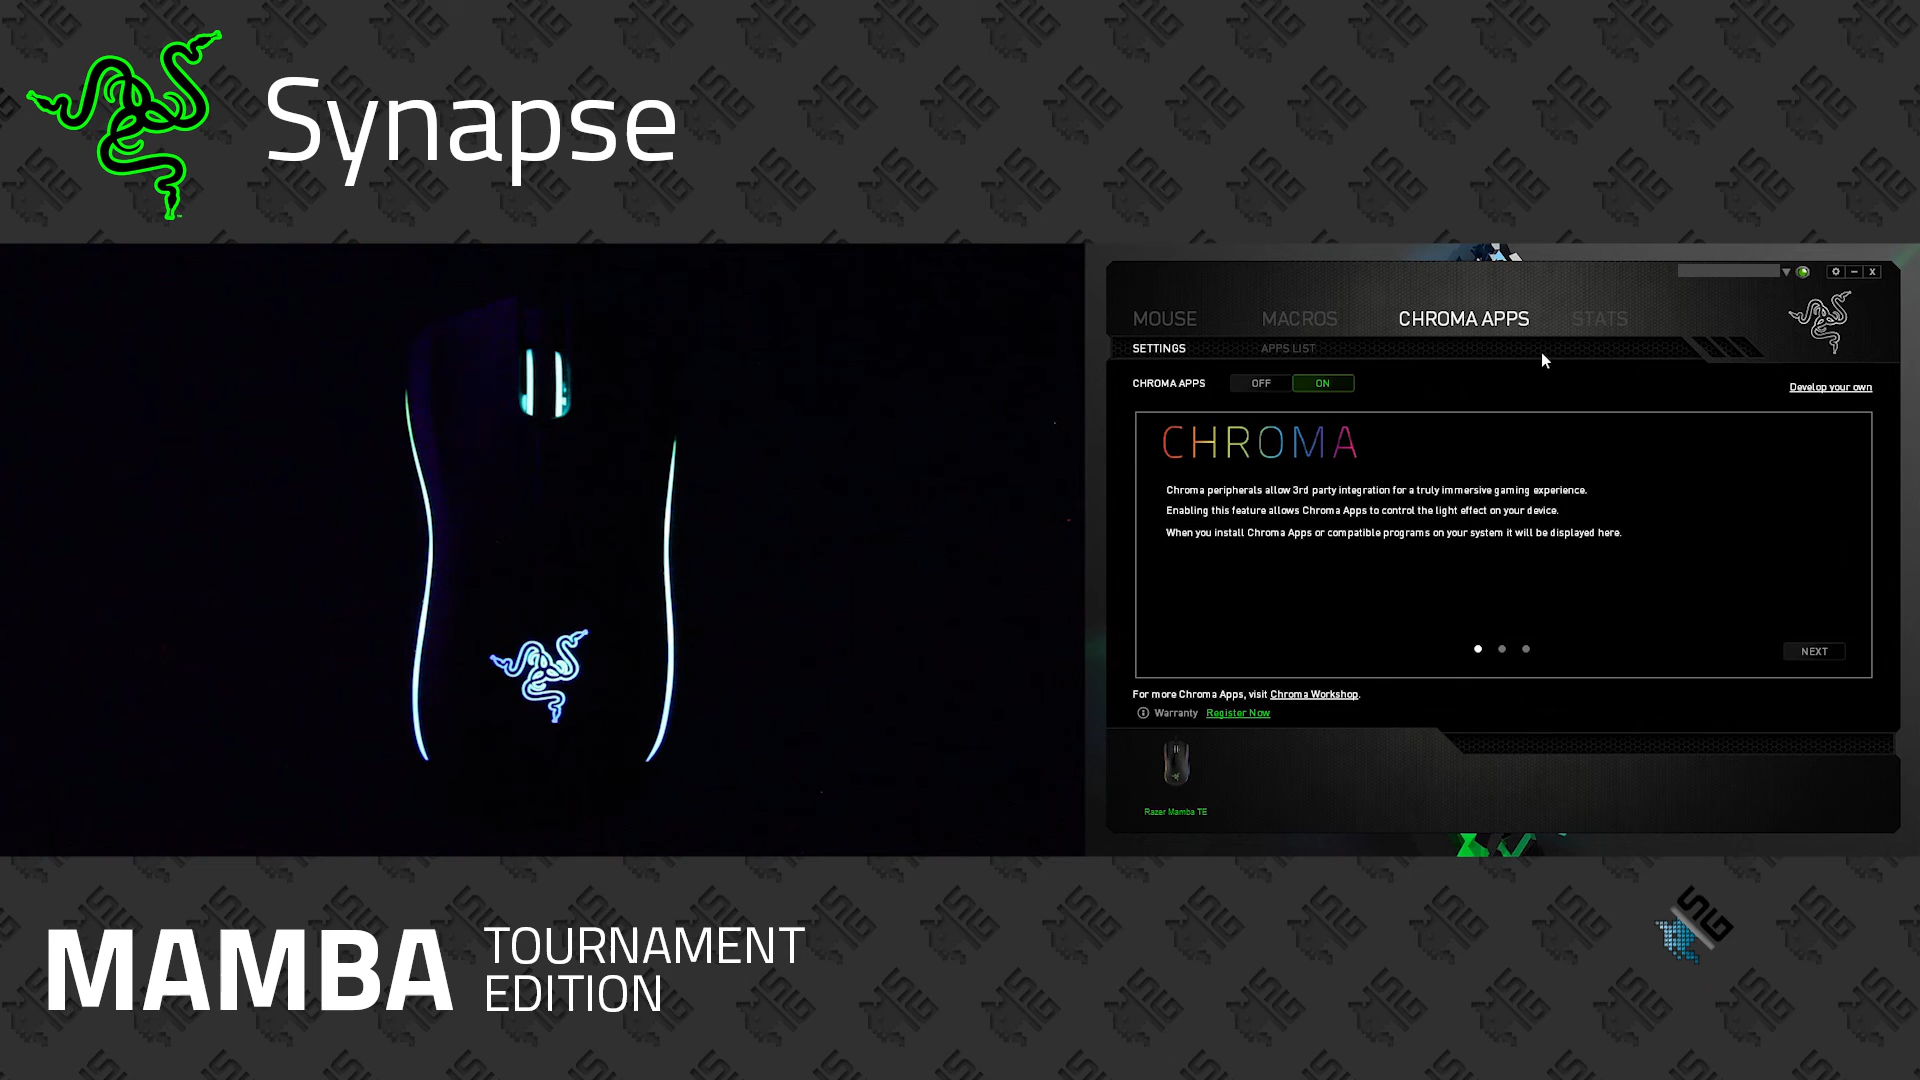 Synapse
MOUSE MACROS CHROMA APPS STATS
SETTINGS APPS LIST
CHROMA APPS OFF ON
Develop your own
CHROMA
Chroma peripherals allow 3rd party integration for a truly immersive gaming experience.
Enabling this feature allows Chroma Apps to control the light effect on your device.
When you install Chroma Apps or compatible programs on your system it will be displayed here.
NEXT
For more Chroma Apps, visit Chroma Workshop.
Warranty Register Now
Razer Mamba TE
MAMBA TOURNAMENT
EDITION